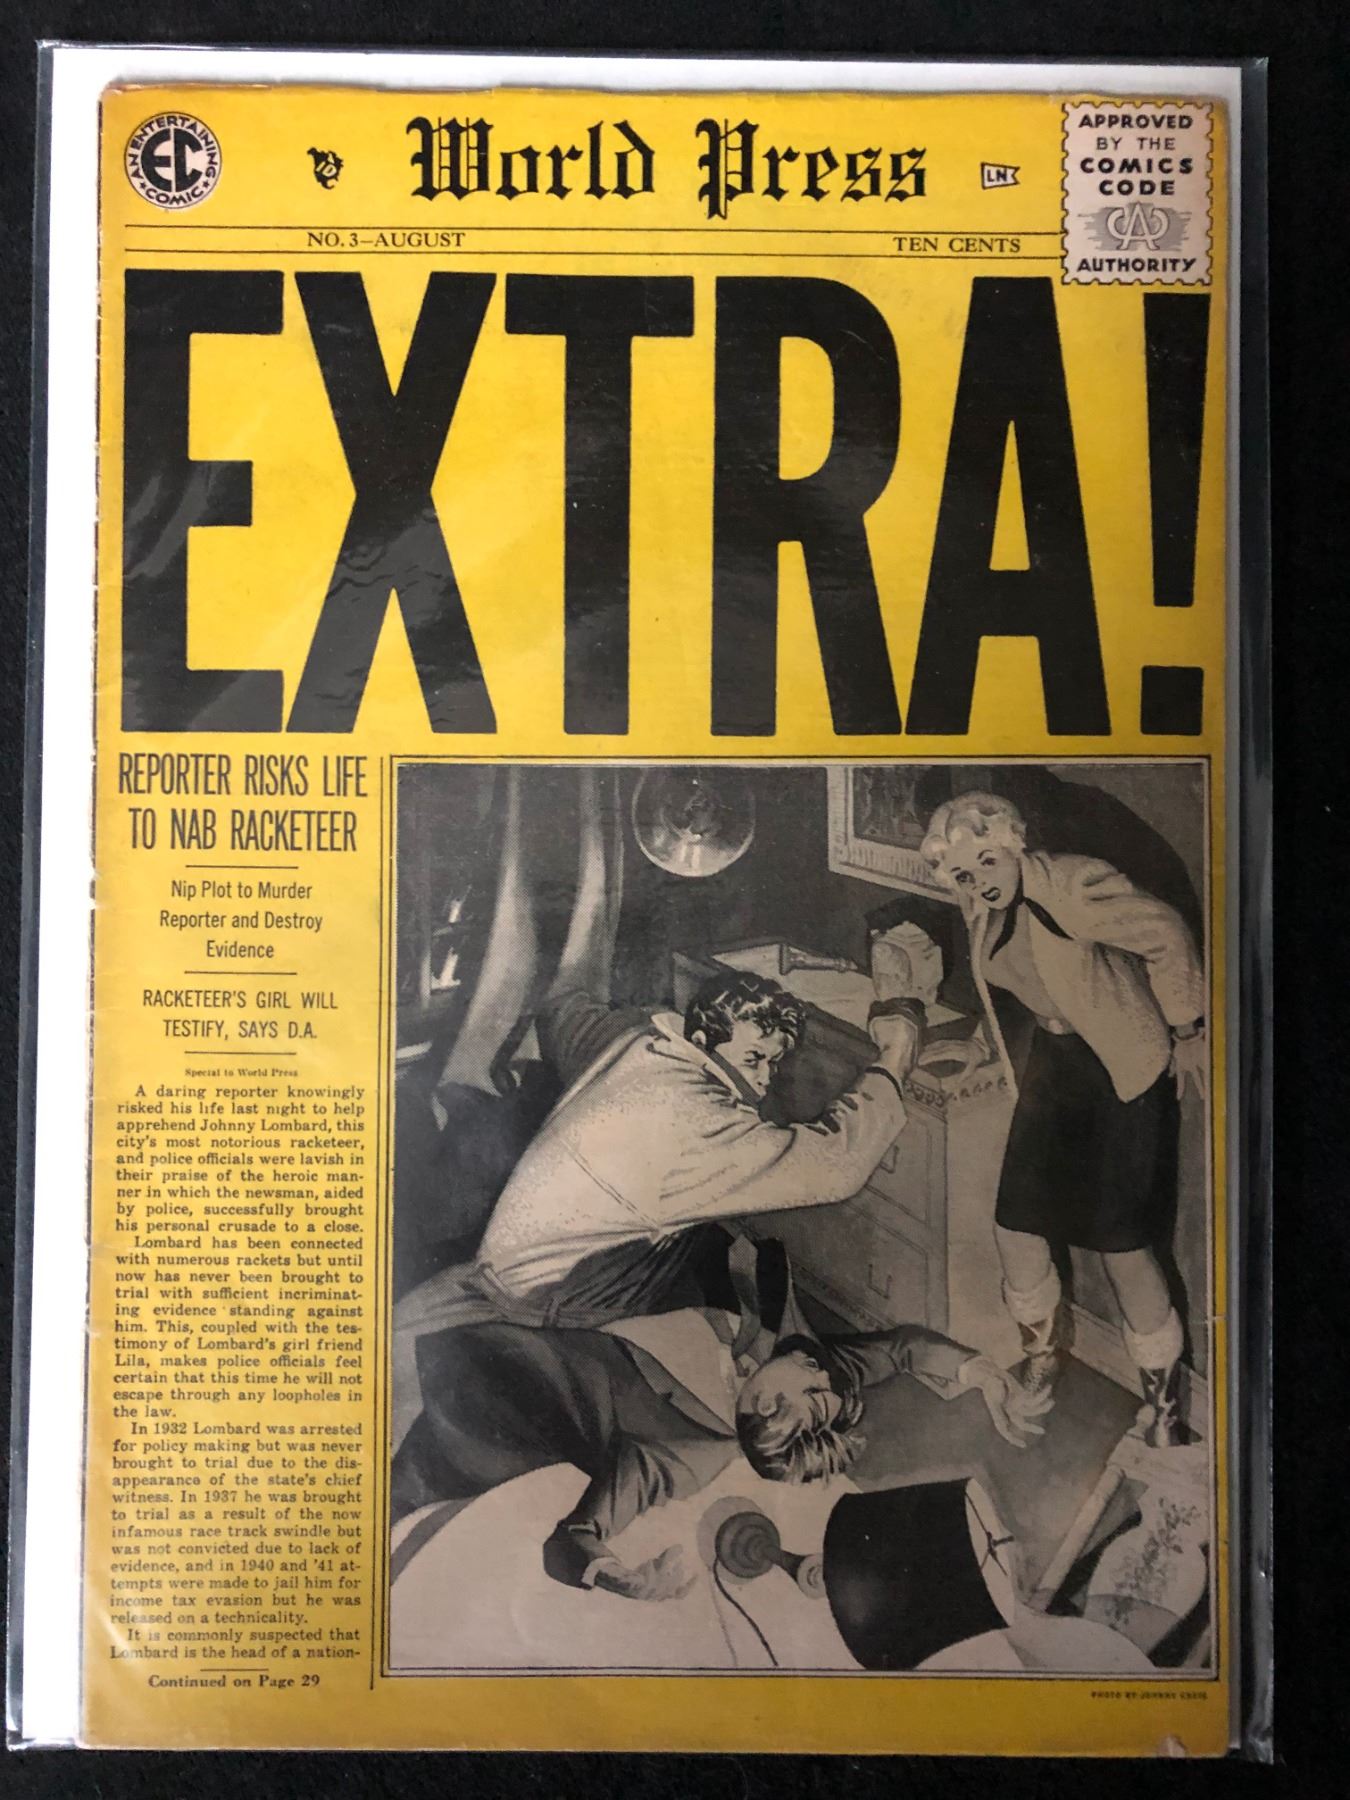 AN ENTERTAINING
EC
COMIC
World Press
LN
APPROVED
BY THE
COMICS
CODE
CA
AUTHORITY
NO. 3–AUGUST
TEN CENTS
EXTRA!
REPORTER RISKS LIFE
TO NAB RACKETEER
Nip Plot to Murder
Reporter and Destroy
Evidence
RACKETEER'S GIRL WILL
TESTIFY, SAYS D.A.
Special to World Press
A daring reporter knowingly
risked his life last night to help
apprehend Johnny Lombard, this
city's most notorious racketeer,
and police officials were lavish in
their praise of the heroic man-
ner in which the newsman, aided
by police, successfully brought
his personal crusade to a close.
Lombard has been connected
with numerous rackets but until
now has never been brought to
trial with sufficient incriminat-
ing evidence standing against
him. This, coupled with the tes-
timony of Lombard's girl friend
Lila, makes police officials feel
certain that this time he will not
escape through any loopholes in
the law.
In 1932 Lombard was arrested
for policy making but was never
brought to trial due to the dis-
appearance of the state's chief
witness. In 1937 he was brought
to trial as a result of the now
infamous race track swindle but
was not convicted due to lack of
evidence, and in 1940 and '41 at-
tempts were made to jail him for
income tax evasion but he was
released on a technicality.
It is commonly suspected that
Lombard is the head of a nation-
Continued on Page 29
PHOTO BY JOHNNY CRAIG